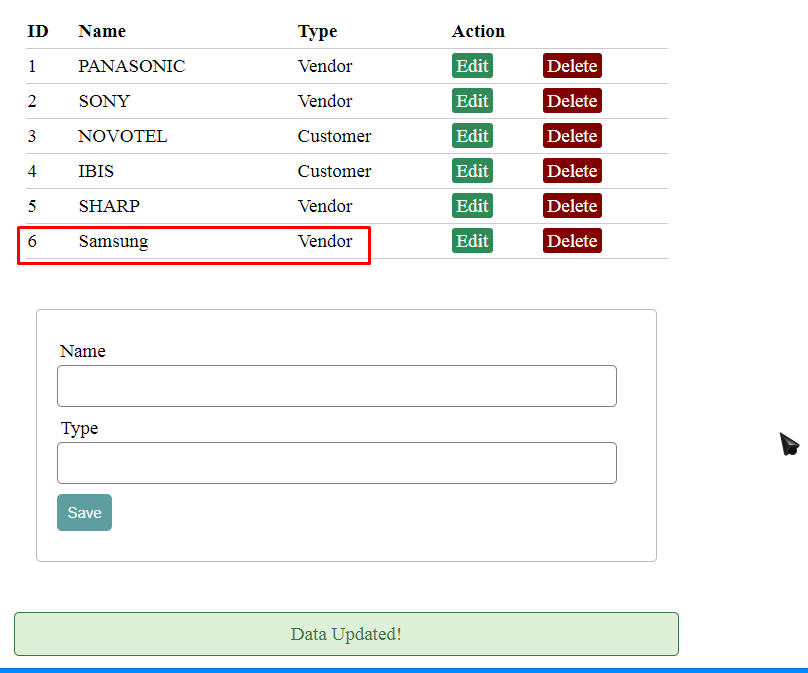 ID Name Type Action
1 PANASONIC Vendor Edit Delete
2 SONY Vendor Edit Delete
3 NOVOTEL Customer Edit Delete
4 IBIS Customer Edit Delete
5 SHARP Vendor Edit Delete
6 Samsung Vendor Edit Delete
Name
Type
Save
Data Updated!